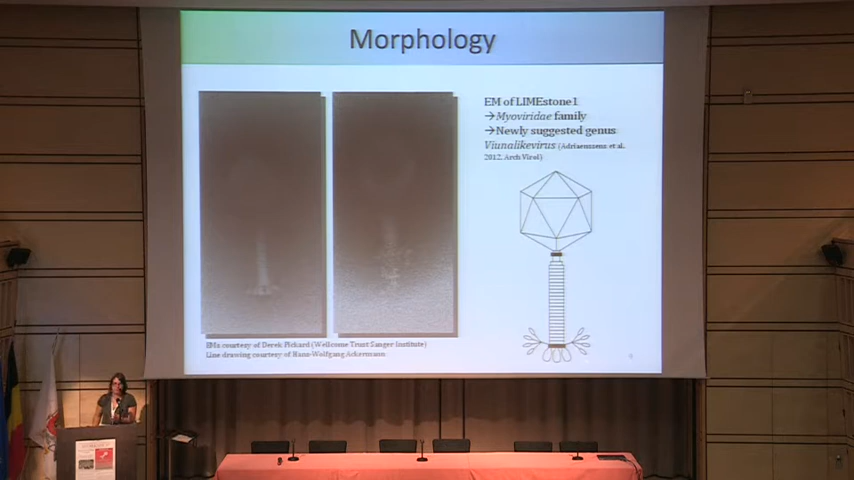 Morphology
EM of LIMEstone1
→Myoviridae family
→Newly suggested genus
Viunalikevirus (Adriaenssens et al.
2012, Arch Virol)
EMs courtesy of Derek Pickard (Wellcome Trust Sanger Institute)
Line drawing courtesy of Hans-Wolfgang Ackermann